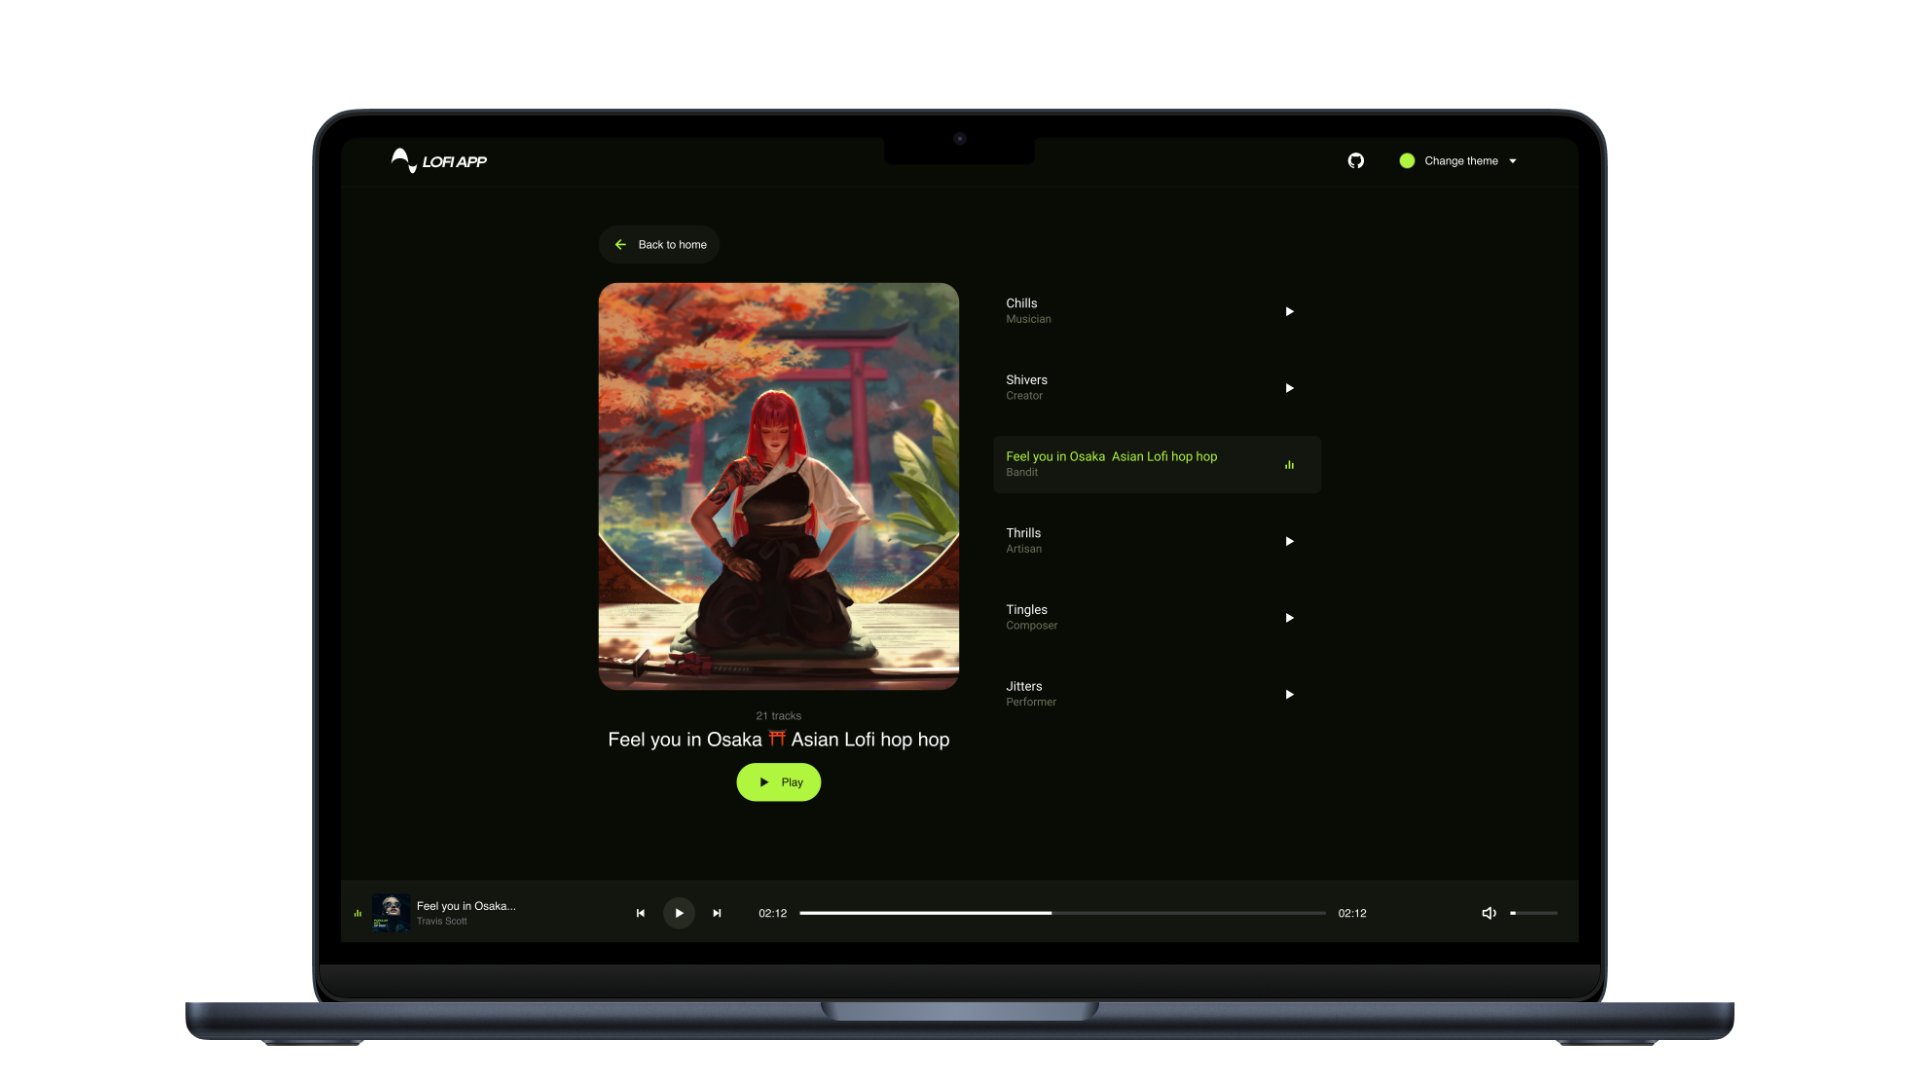 LOFI APP
Change theme
Back to home
Chills
Musician
Shivers
Creator
Feel you in Osaka  Asian Lofi hop hop
Bandit
Thrills
Artisan
Tingles
Composer
Jitters
Performer
21 tracks
Feel you in Osaka ⛩ Asian Lofi hop hop
Play
Feel you in Osaka...
Travis Scott
02:12
02:12